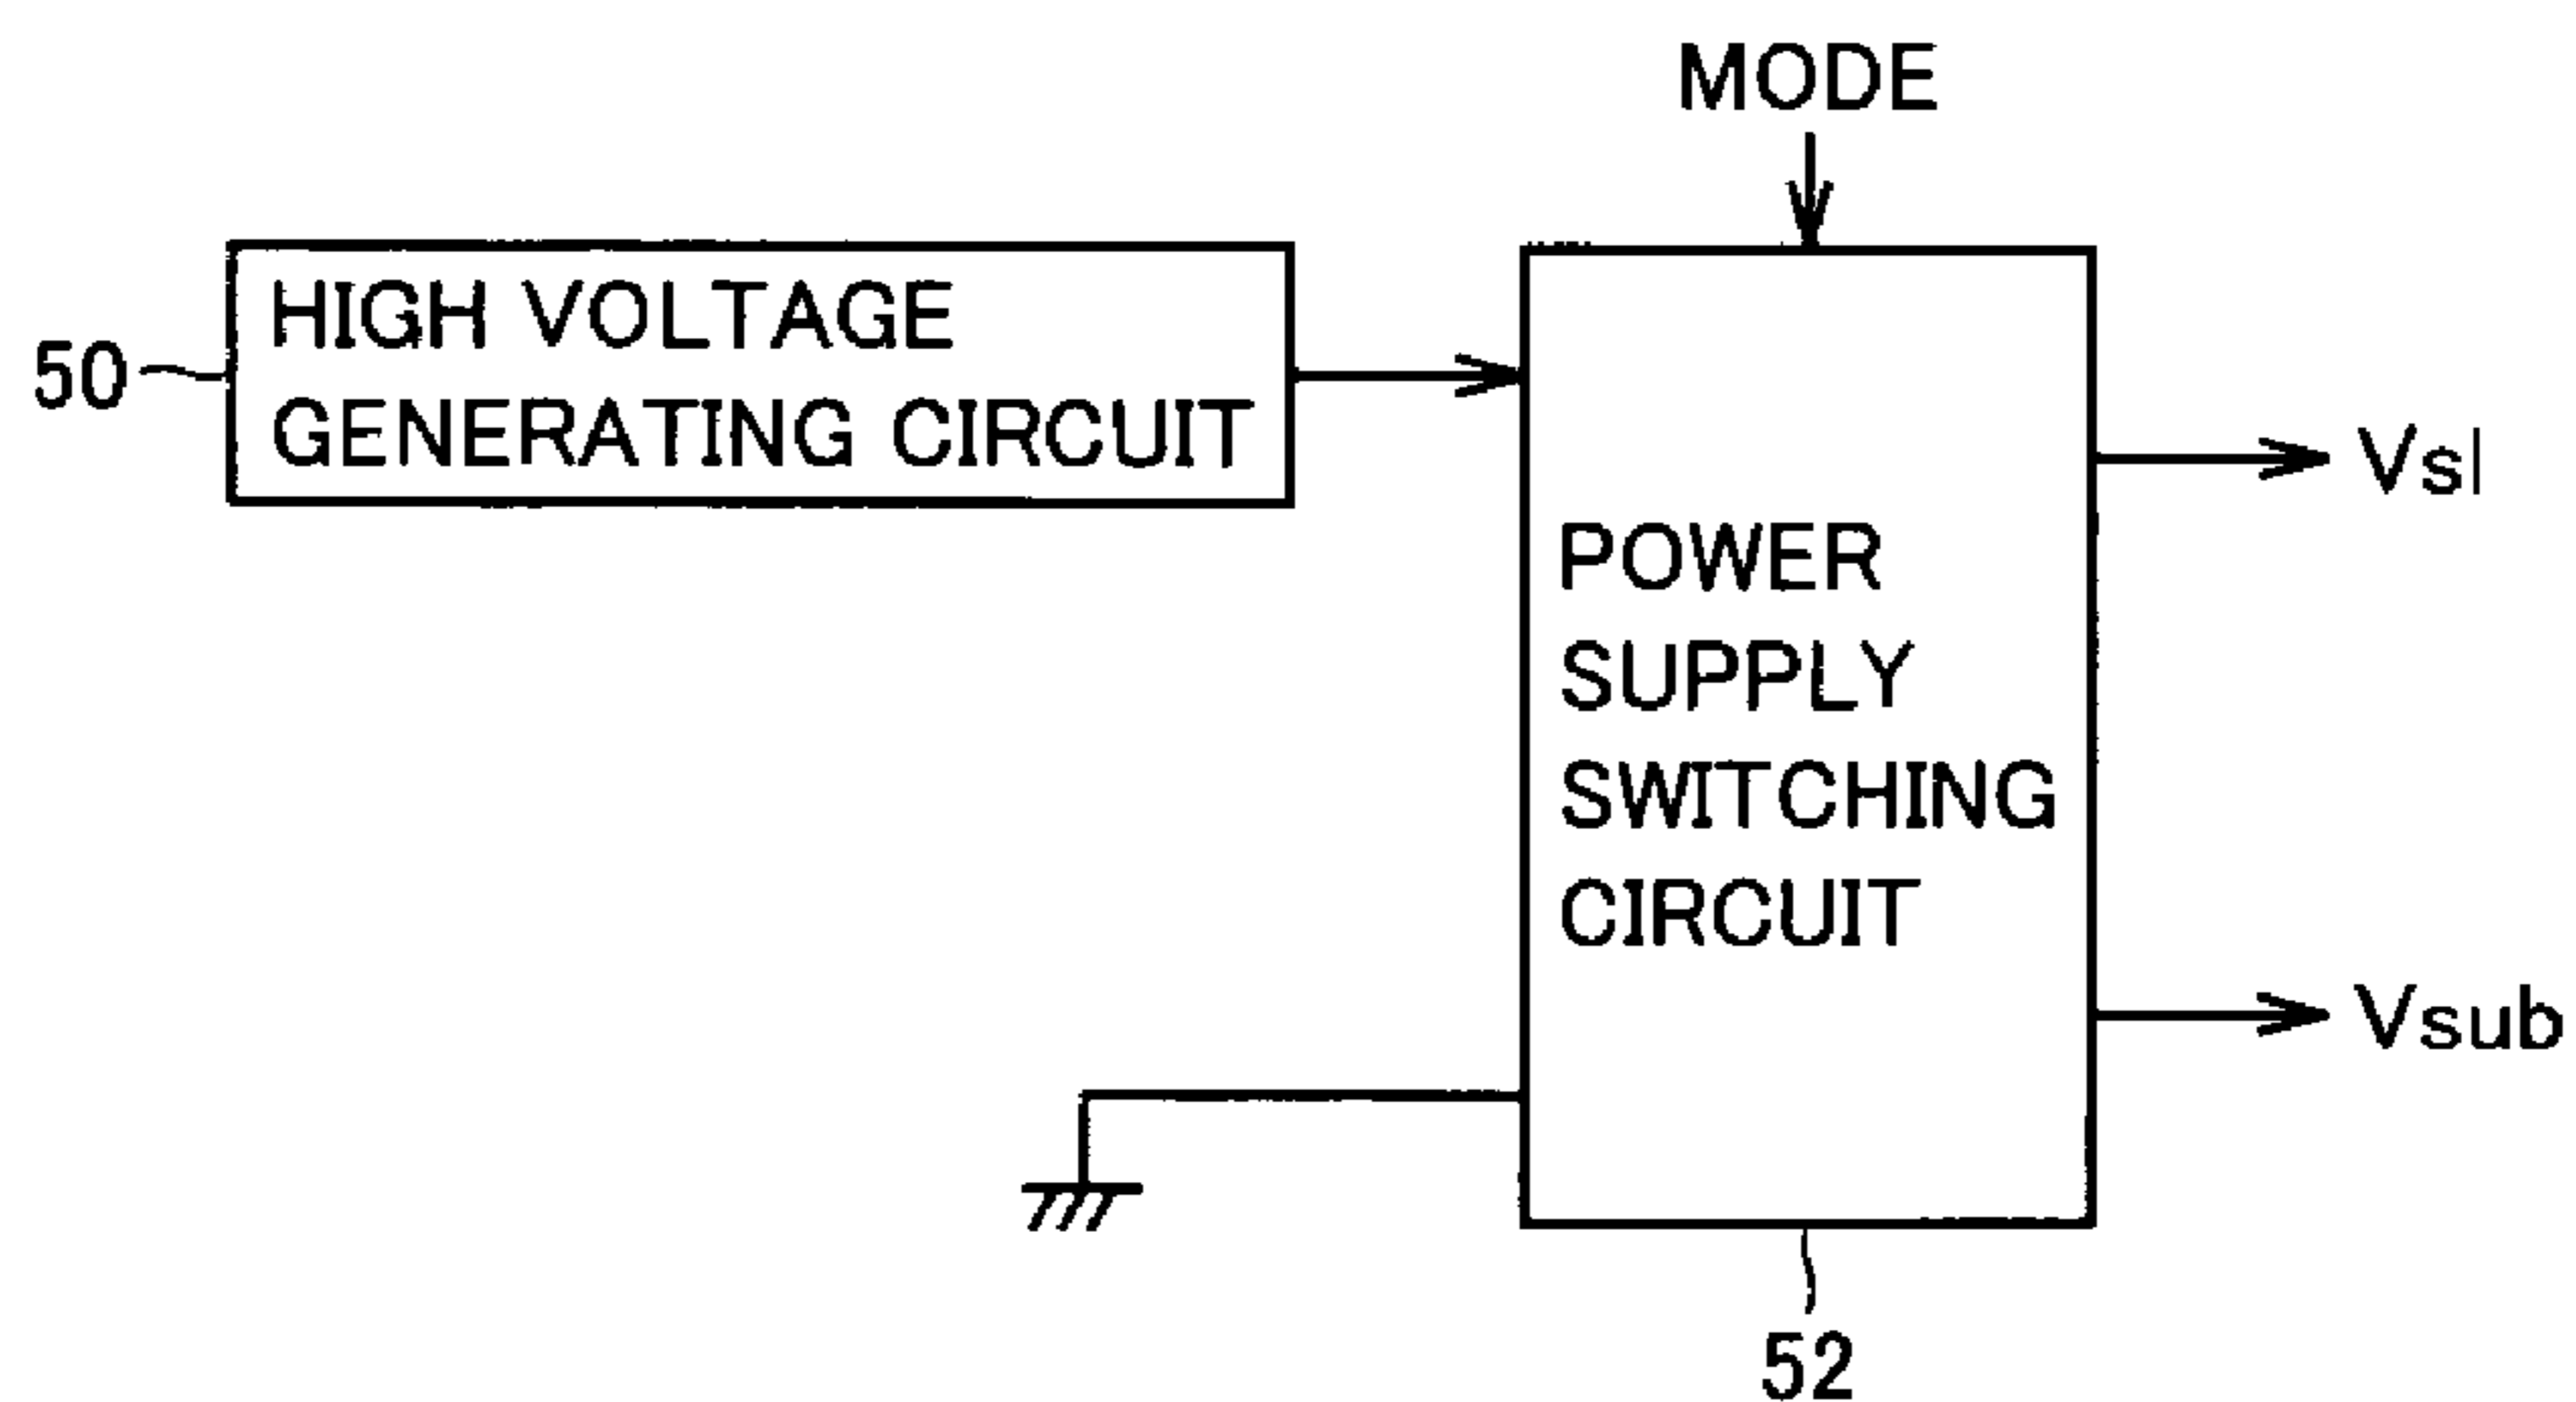 MODE
HIGH VOLTAGE
GENERATING CIRCUIT
50
Vsl
POWER
SUPPLY
SWITCHING
CIRCUIT
Vsub
52